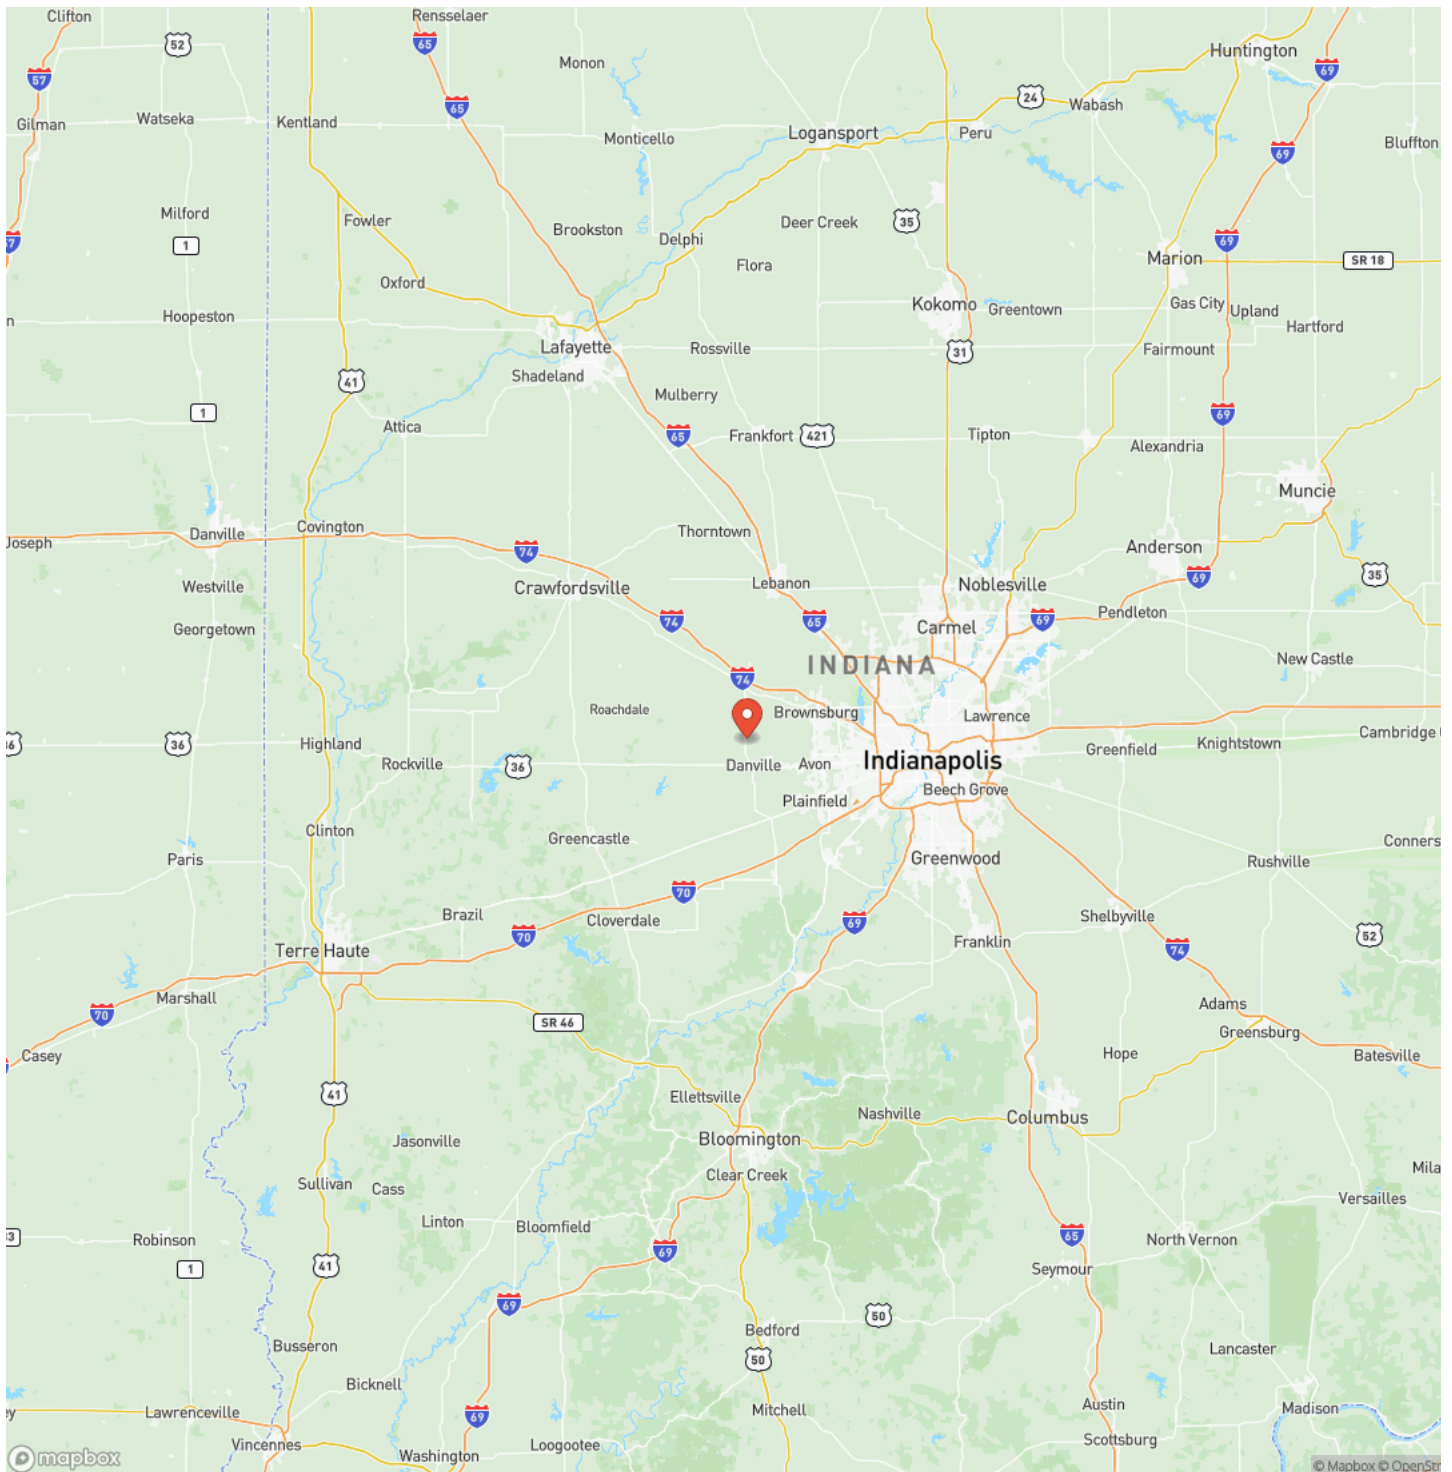 Clifton
52
Rensselaer
65
Huntington
57
Monon
69
24
65
Wabash
Gilman
Watseka
Kentland
Monticello
Logansport
Peru
69
Bluffton
Milford
Fowler
Brookston
Deer Creek
35
1
Delphi
69
7
Flora
Marion
SR 18
Oxford
Kokomo
Gas City
Upland
n
Hoopeston
Greentown
Hartford
Lafayette
Rossville
31
Fairmount
Shadeland
41
Mulberry
1
69
Attica
65
Frankfort
421
Tipton
Alexandria
Muncie
Covington
Thorntown
Joseph
Danville
74
Anderson
Westville
Crawfordsville
Lebanon
Noblesville
69
35
Georgetown
74
65
Carmel
69
Pendleton
INDIANA
New Castle
74
Roachdale
Brownsburg
Lawrence
36
36
Highland
Greenfield
Knightstown
Cambridge
Rockville
36
Danville
Avon
Indianapolis
Plainfield
Beech Grove
Clinton
Greencastle
Conners
Paris
Greenwood
Rushville
70
Brazil
Cloverdale
69
Shelbyville
70
52
Terre Haute
Franklin
74
Marshall
70
Adams
SR 46
Greensburg
Casey
Hope
Batesville
41
Ellettsville
Nashville
Columbus
Jasonville
Bloomington
Clear Creek
Mila
Sullivan
Cass
Versailles
Linton
Bloomfield
33
Robinson
69
65
North Vernon
1
41
Seymour
69
50
Busseron
Bedford
50
Lancaster
Bicknell
Lawrenceville
69
Mitchell
Austin
Madison
Vincennes
Washington
Loogootee
Scottsburg
mapbox
© Mapbox © OpenStr